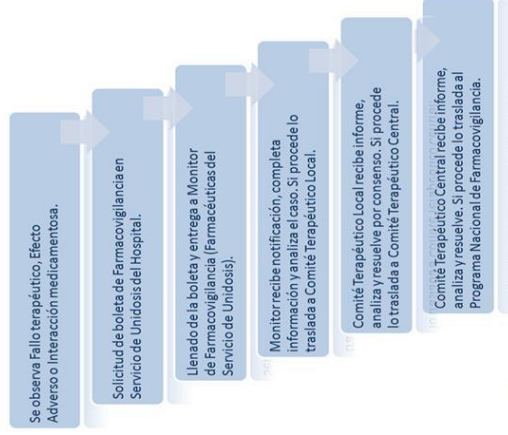 Se observa Fallo terapéutico, Efecto
Adverso o Interacción medicamentosa.
Solicitud de boleta de Farmacovigilancia en
Servicio de Unidosis del Hospital.
Llenado de la boleta y entrega a Monitor
de Farmacovigilancia (Farmacéuticas del
Servicio de Unidosis).
Monitor recibe notificación, completa
información y analiza el caso. Si procede lo
traslada a Comité Terapéutico Local.
Comité Terapéutico Local recibe informe,
analiza y resuelve por consenso. Si procede
lo traslada a Comité Terapéutico Central.
Comité Terapéutico Central recibe informe,
analiza y resuelve. Si procede lo traslada al
Programa Nacional de Farmacovigilancia.